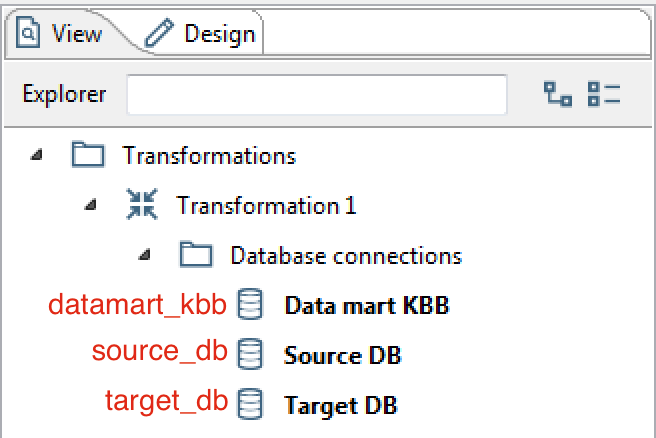 View Design
Explorer
Transformations
Transformation 1
Database connections
datamart_kbb Data mart KBB
source_db Source DB
target_db Target DB